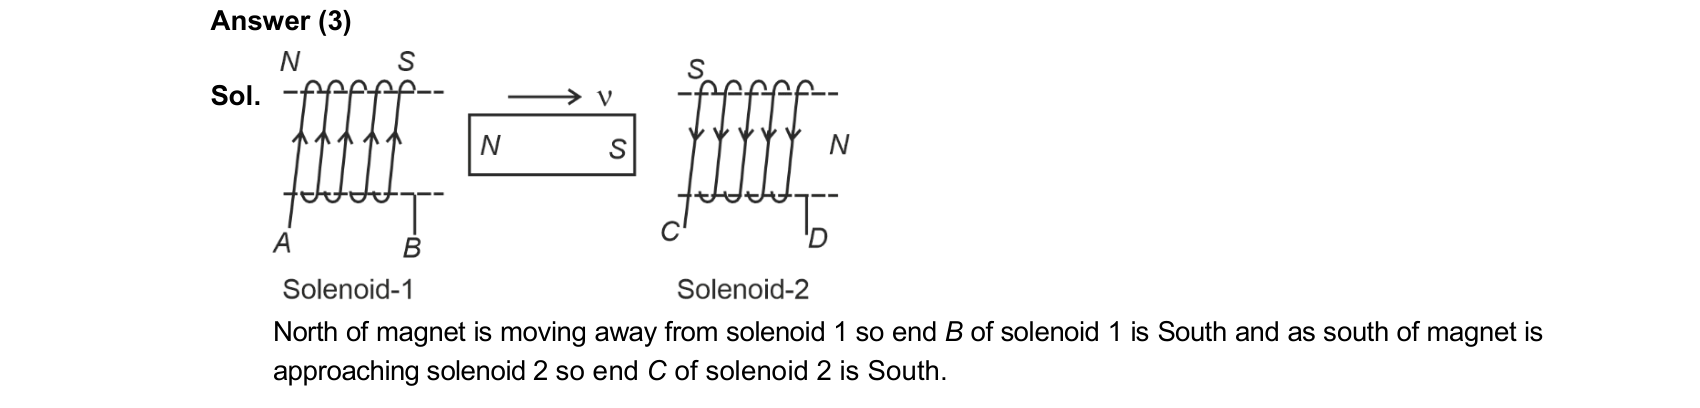 Answer (3)
N S
S
Sol.
v
N S
N
A B
C D
Solenoid-1 Solenoid-2
North of magnet is moving away from solenoid 1 so end B of solenoid 1 is South and as south of magnet is
approaching solenoid 2 so end C of solenoid 2 is South.